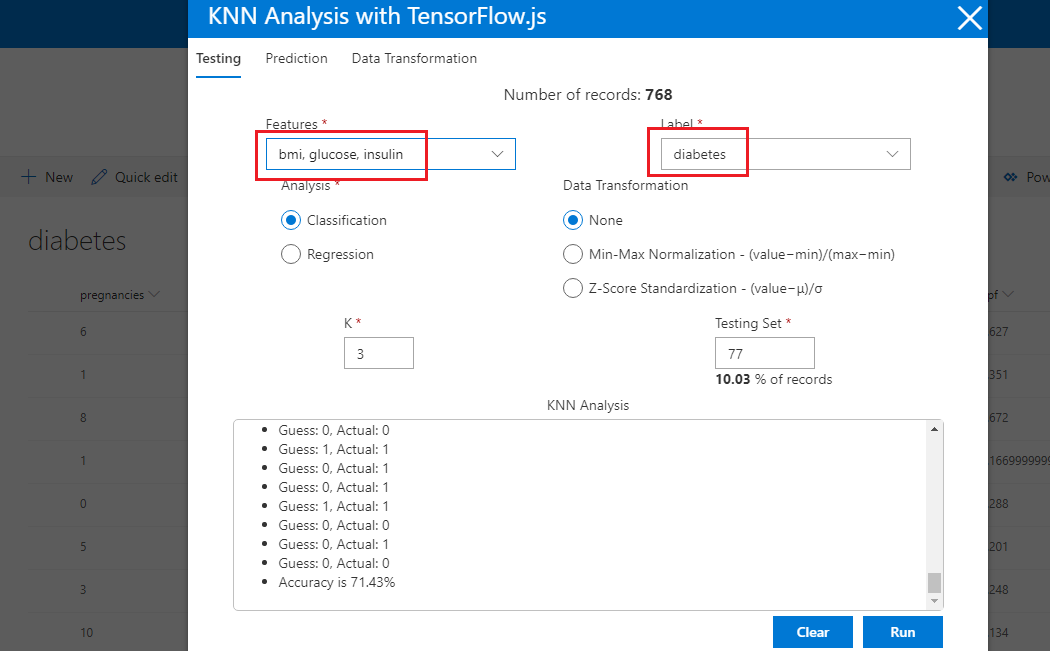 KNN Analysis with TensorFlow.js
Testing Prediction Data Transformation
Number of records: 768
Features * Label *
bmi, glucose, insulin diabetes
New Quick edit Pow
Analysis * Data Transformation
Classification None
diabetes
Regression Min-Max Normalization - (value−min)/(max−min)
Z-Score Standardization - (value−μ)/σ
pregnancies pf
K * Testing Set *
6 627
3 77
1 351
10.03 % of records
KNN Analysis
8 672
Guess: 0, Actual: 0
Guess: 1, Actual: 1
1 1669999999
Guess: 0, Actual: 1
Guess: 0, Actual: 1
0 288
Guess: 1, Actual: 1
Guess: 0, Actual: 0
5 201
Guess: 0, Actual: 1
Guess: 0, Actual: 0
Accuracy is 71.43%
3 248
10 134
Clear Run